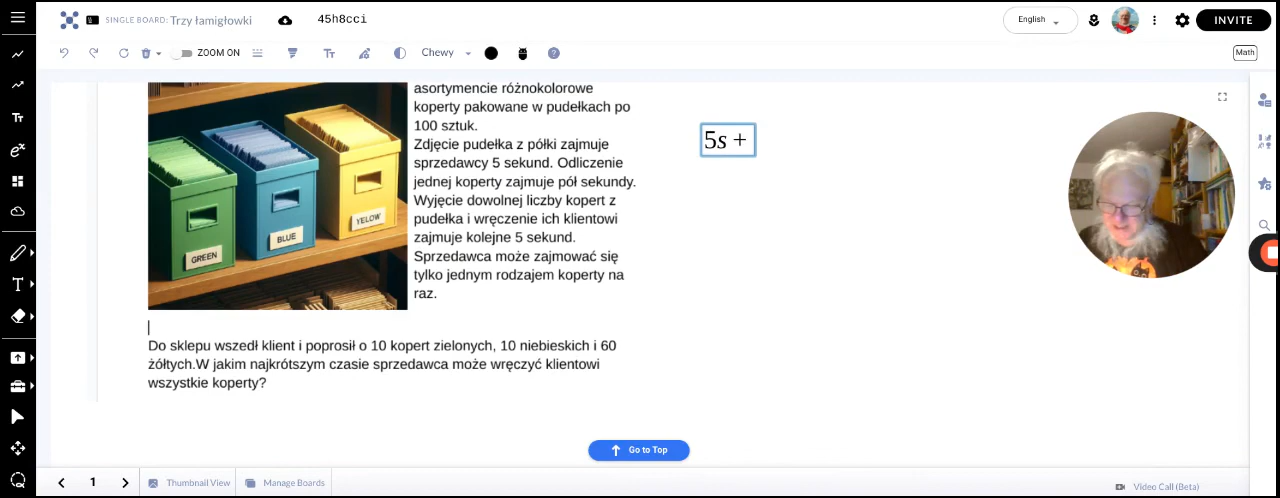 SINGLE BOARD: Trzy łamigłowki
45h8cci
English
INVITE
ZOOM ON
Chewy
Math
asortymencie różnokolorowe
koperty pakowane w pudełkach po
100 sztuk.
Zdjęcie pudełka z półki zajmuje
sprzedawcy 5 sekund. Odliczenie
jednej koperty zajmuje pół sekundy.
Wyjęcie dowolnej liczby kopert z
pudełka i wręczenie ich klientowi
zajmuje kolejne 5 sekund.
Sprzedawca może zajmować się
tylko jednym rodzajem koperty na
raz.
GREEN
BLUE
YELOW
5s +
Do sklepu wszedł klient i poprosił o 10 kopert zielonych, 10 niebieskich i 60
żółtych.W jakim najkrótszym czasie sprzedawca może wręczyć klientowi
wszystkie koperty?
Go to Top
1
Thumbnail View
Manage Boards
Video Call (Beta)